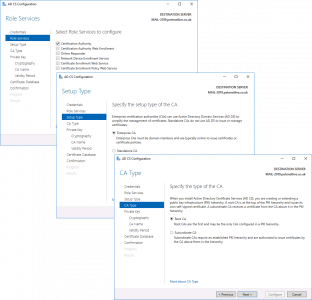 AD CS Configuration
Role Services
DESTINATION SERVER
Credentials
Role Services
Setup Type
CA Type
Private Key
Cryptography
CA Name
Validity Period
Certificate Database
Confirmation
Progress
Results
Select Role Services to configure
Certification Authority
Certification Authority Web Enrollment
Online Responder
Network Device Enrollment Service
Certificate Enrollment Web Service
Certificate Enrollment Policy Web Service
AD CS Configuration
Setup Type
DESTINATION SERVER
Credentials
Role Services
Setup Type
CA Type
Private Key
Cryptography
CA Name
Validity Period
Certificate Database
Confirmation
Progress
Results
Specify the setup type of the CA
Enterprise certification authorities (CAs) can use Active Directory Domain Services (AD DS) to
simplify the management of certificates. Standalone CAs do not use AD DS to issue or manage
certificates.
Enterprise CA
Enterprise CAs must be domain members and are typically online to issue certificates or
certificate policies.
Standalone CA
AD CS Configuration
CA Type
DESTINATION SERVER
Credentials
Role Services
Setup Type
CA Type
Private Key
Cryptography
CA Name
Validity Period
Certificate Database
Confirmation
Progress
Results
Specify the type of the CA
When you install Active Directory Certificate Services (AD CS), you are creating or extending a
public key infrastructure (PKI) hierarchy. A root CA is at the top of the PKI hierarchy and issues its
own self-signed certificate. A subordinate CA receives a certificate from the CA above it in the PKI
hierarchy.
Root CA
Root CAs are the first and may be the only CAs configured in a PKI hierarchy.
Subordinate CA
Subordinate CAs require an established PKI hierarchy and are authorized to issue certificates by
the CA above them in the hierarchy.
More about CA Type
< Previous
Next >
Configure
Cancel